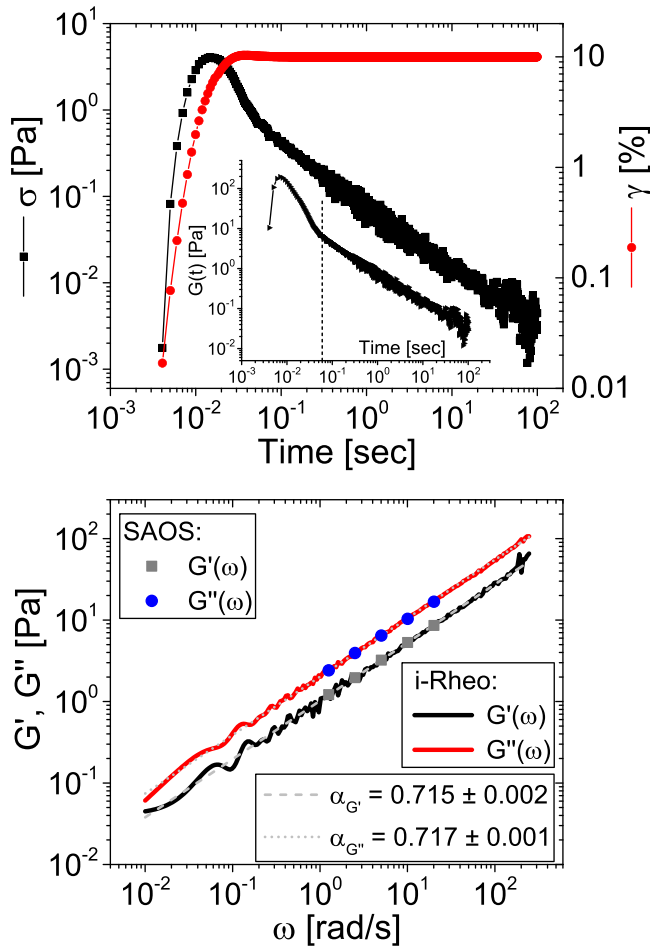 10^1
10^0
10^-1
10^-2
10^-3
σ [Pa]
10
1
0.1
0.01
γ [%]
10^2
10^1
10^0
10^-1
10^-2
G(t) [Pa]
Time [sec]
10^-3 10^-2 10^-1 10^0 10^1 10^2
10^-3 10^-2 10^-1 10^0 10^1 10^2
Time [sec]
10^2
10^1
10^0
10^-1
10^-2
G', G" [Pa]
SAOS:
G'(ω)
G"(ω)
i-Rheo:
G'(ω)
G"(ω)
α_G' = 0.715 ± 0.002
α_G" = 0.717 ± 0.001
10^-2 10^-1 10^0 10^1 10^2
ω [rad/s]